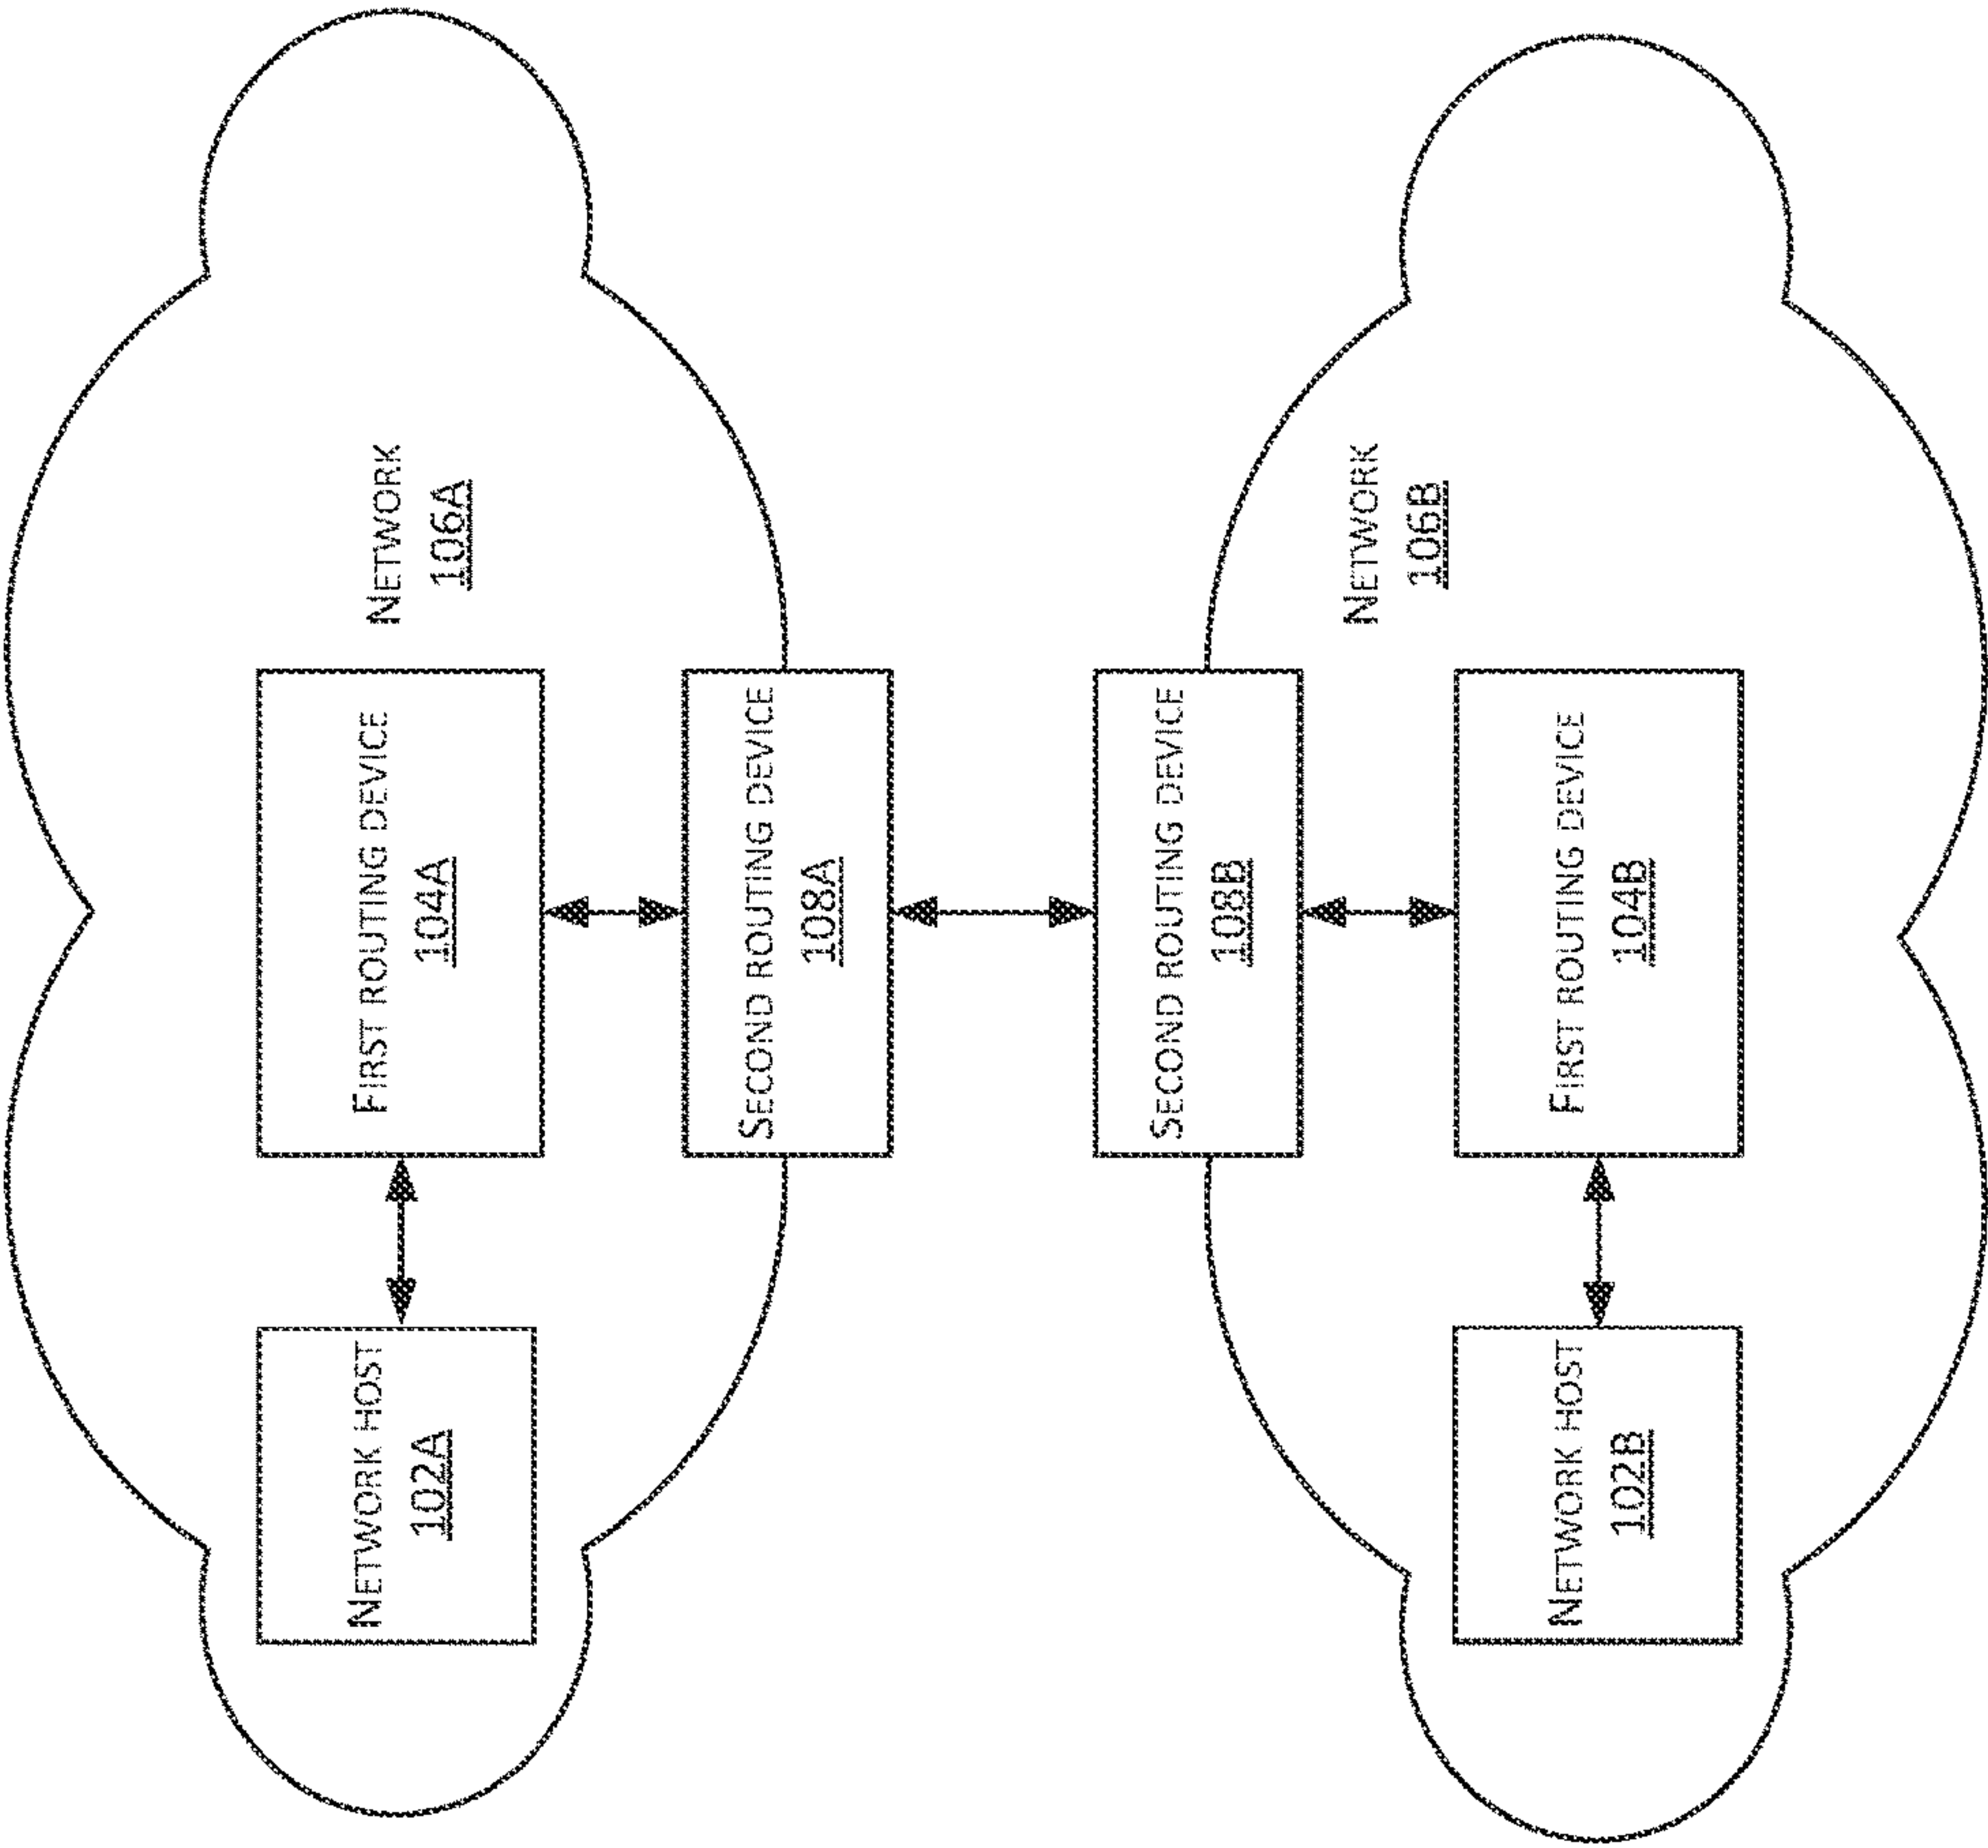 NETWORK
106A
FIRST ROUTING DEVICE
104A
NETWORK HOST
102A
SECOND ROUTING DEVICE
108A
SECOND ROUTING DEVICE
108B
NETWORK
106B
FIRST ROUTING DEVICE
104B
NETWORK HOST
102B